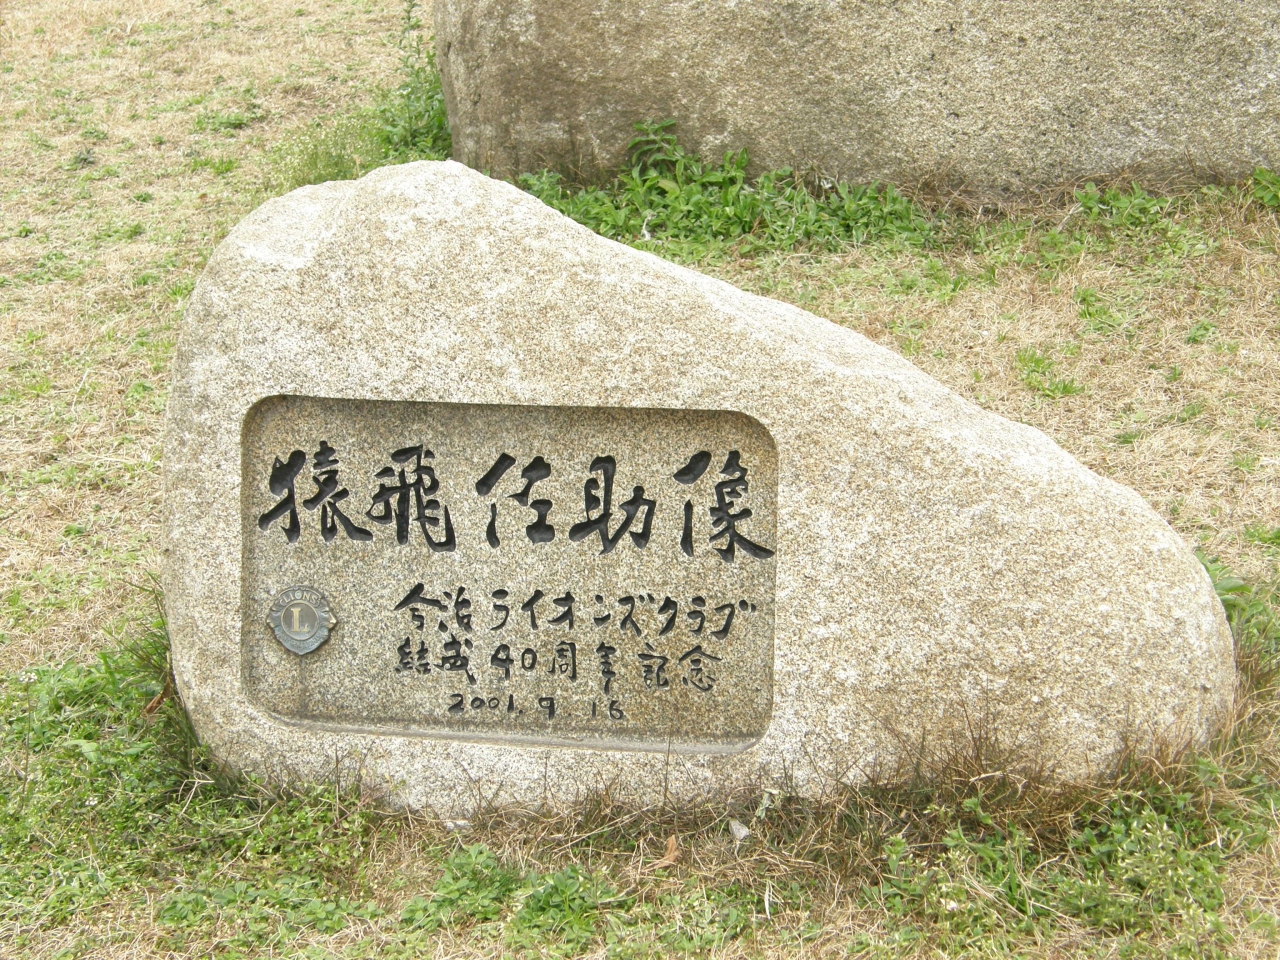 猿飛佐助像
今治ライオンズクラブ
結成40周年記念
2001.9.16
LIONS
L